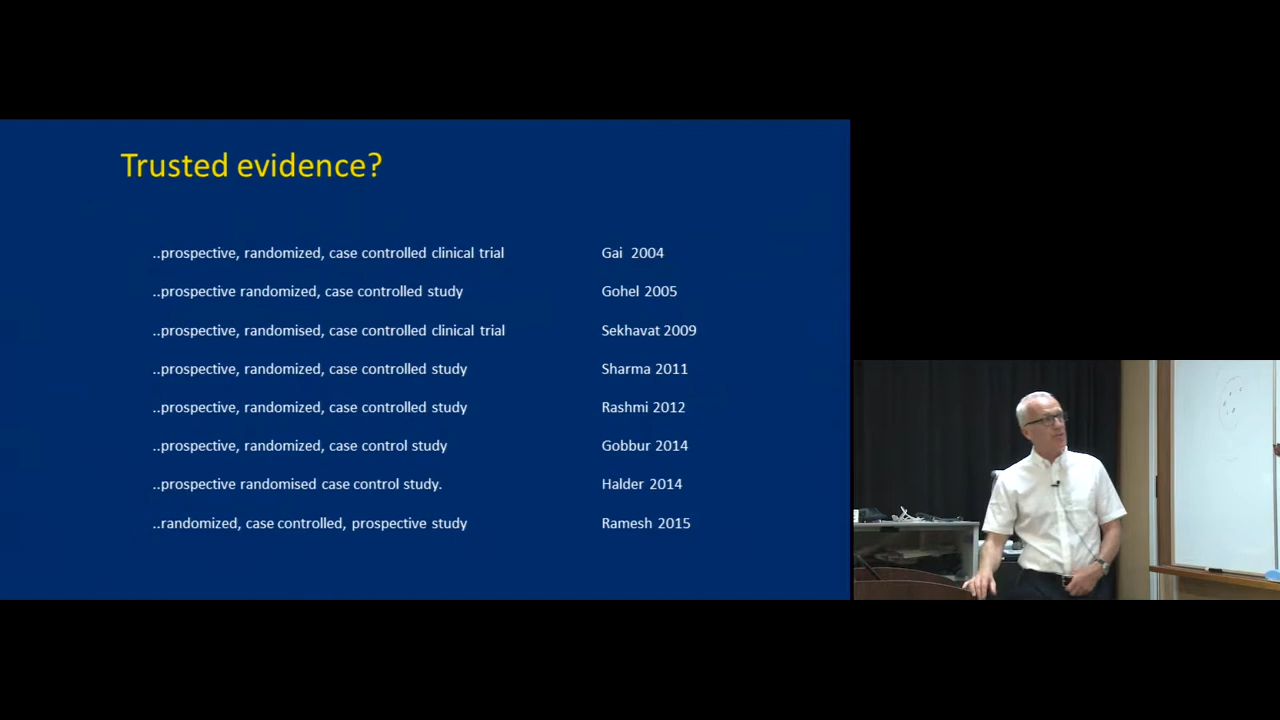 Trusted evidence?
..prospective, randomized, case controlled clinical trial Gai 2004
..prospective randomized, case controlled study Gohel 2005
..prospective, randomised, case controlled clinical trial Sekhavat 2009
..prospective, randomized, case controlled study Sharma 2011
..prospective, randomized, case controlled study Rashmi 2012
..prospective, randomized, case control study Gobbur 2014
..prospective randomised case control study. Halder 2014
..randomized, case controlled, prospective study Ramesh 2015